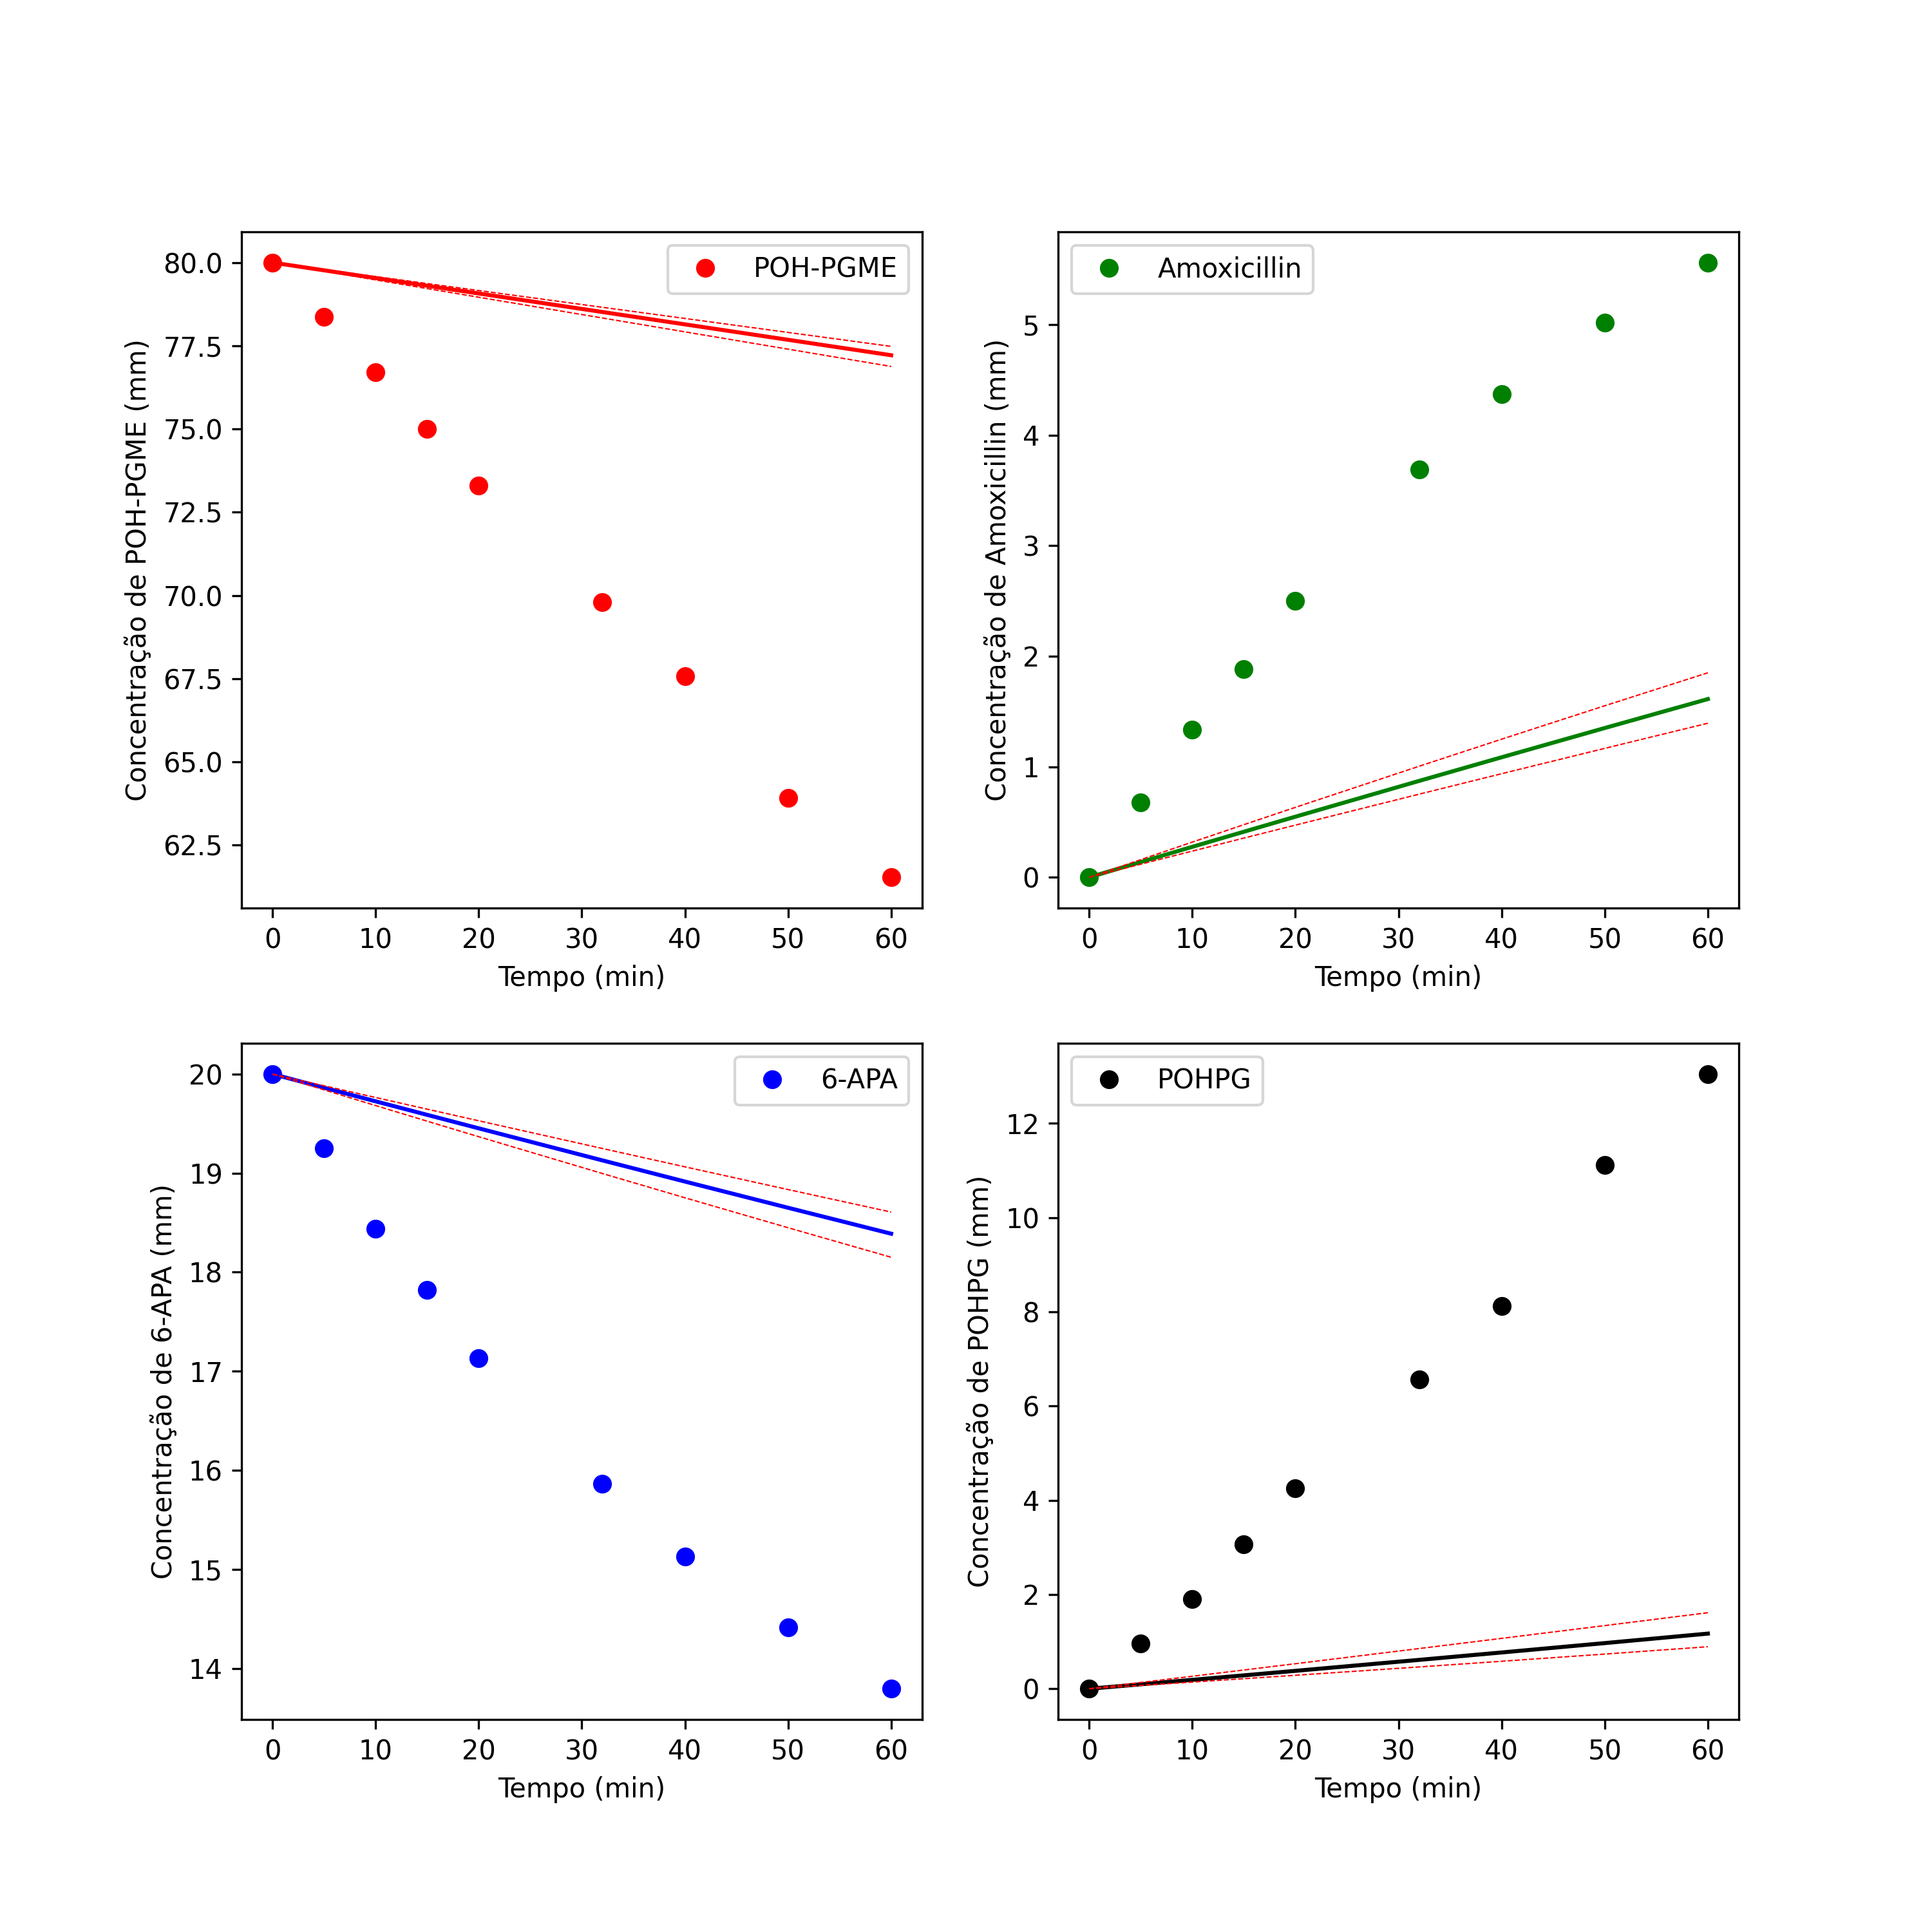 POH-PGME
Concentração de POH-PGME (mm)
80.0
77.5
75.0
72.5
70.0
67.5
65.0
62.5
0 10 20 30 40 50 60
Tempo (min)
Amoxicillin
Concentração de Amoxicillin (mm)
5
4
3
2
1
0
0 10 20 30 40 50 60
Tempo (min)
6-APA
Concentração de 6-APA (mm)
20
19
18
17
16
15
14
0 10 20 30 40 50 60
Tempo (min)
POHPG
Concentração de POHPG (mm)
12
10
8
6
4
2
0
0 10 20 30 40 50 60
Tempo (min)